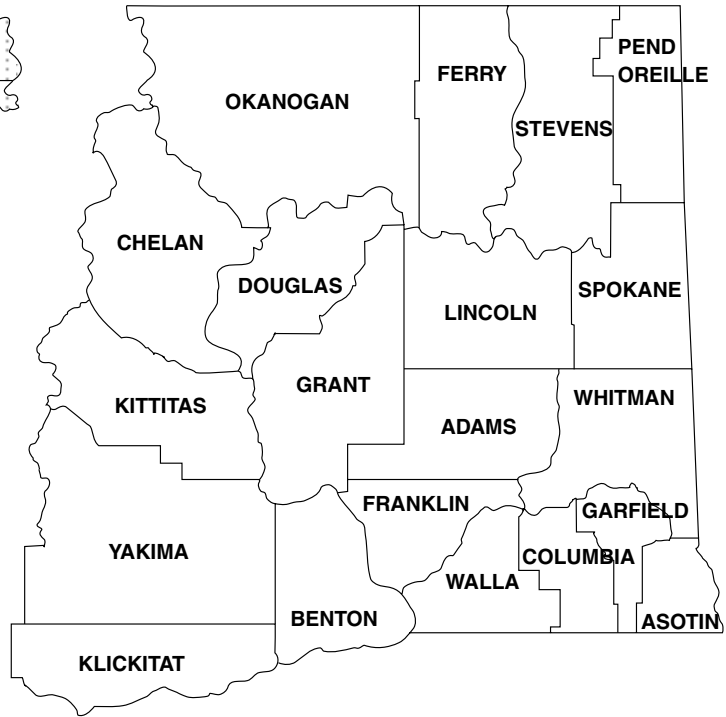 PEND
OREILLE
FERRY
OKANOGAN
STEVENS
CHELAN
DOUGLAS
SPOKANE
LINCOLN
GRANT
WHITMAN
KITTITAS
ADAMS
FRANKLIN
GARFIELD
YAKIMA
COLUMBIA
WALLA
BENTON
ASOTIN
KLICKITAT